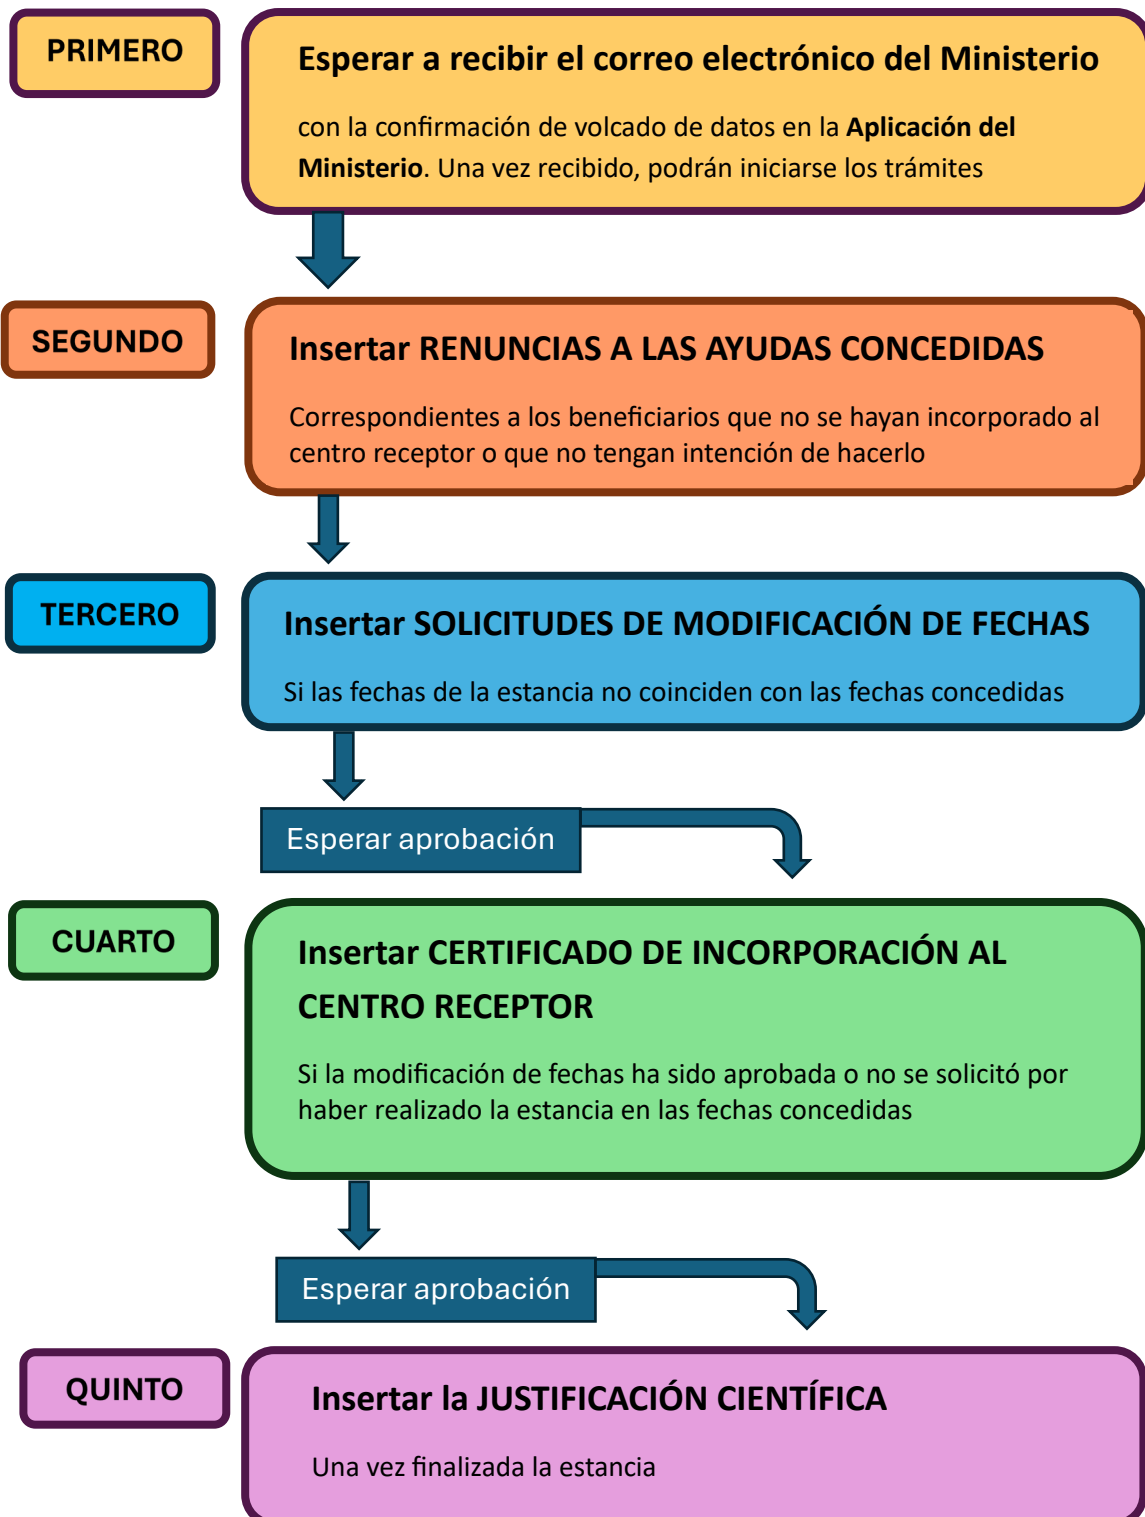 PRIMERO
Esperar a recibir el correo electrónico del Ministerio
con la confirmación de volcado de datos en la Aplicación del
Ministerio. Una vez recibido, podrán iniciarse los trámites
SEGUNDO
Insertar RENUNCIAS A LAS AYUDAS CONCEDIDAS
Correspondientes a los beneficiarios que no se hayan incorporado al
centro receptor o que no tengan intención de hacerlo
TERCERO
Insertar SOLICITUDES DE MODIFICACIÓN DE FECHAS
Si las fechas de la estancia no coinciden con las fechas concedidas
Esperar aprobación
CUARTO
Insertar CERTIFICADO DE INCORPORACIÓN AL
CENTRO RECEPTOR
Si la modificación de fechas ha sido aprobada o no se solicitó por
haber realizado la estancia en las fechas concedidas
Esperar aprobación
QUINTO
Insertar la JUSTIFICACIÓN CIENTÍFICA
Una vez finalizada la estancia